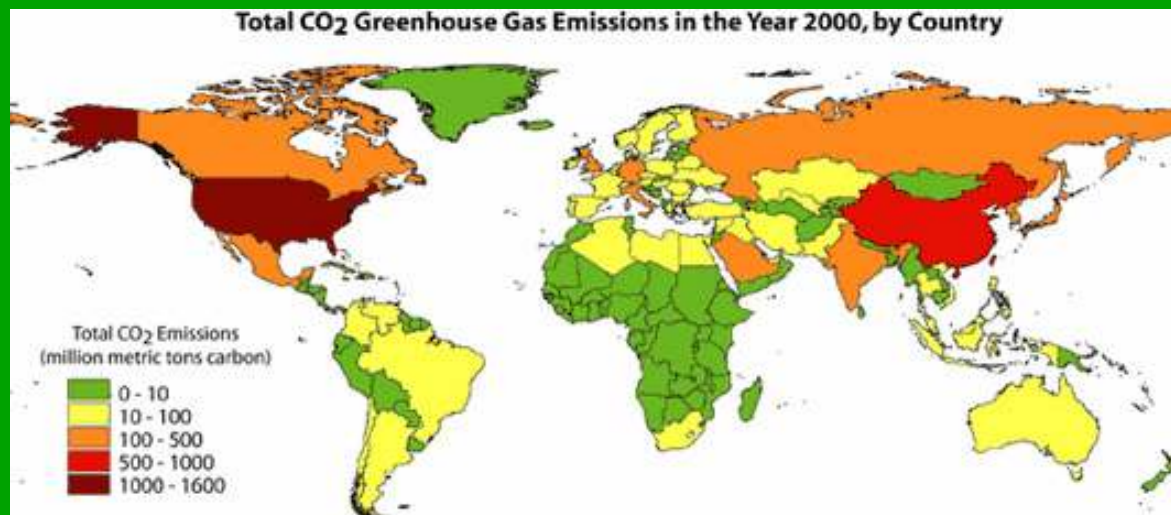 Total CO2 Greenhouse Gas Emissions in the Year 2000, by Country
Total CO2 Emissions
(million metric tons carbon)
0 - 10
10 - 100
100 - 500
500 - 1000
1000 - 1600